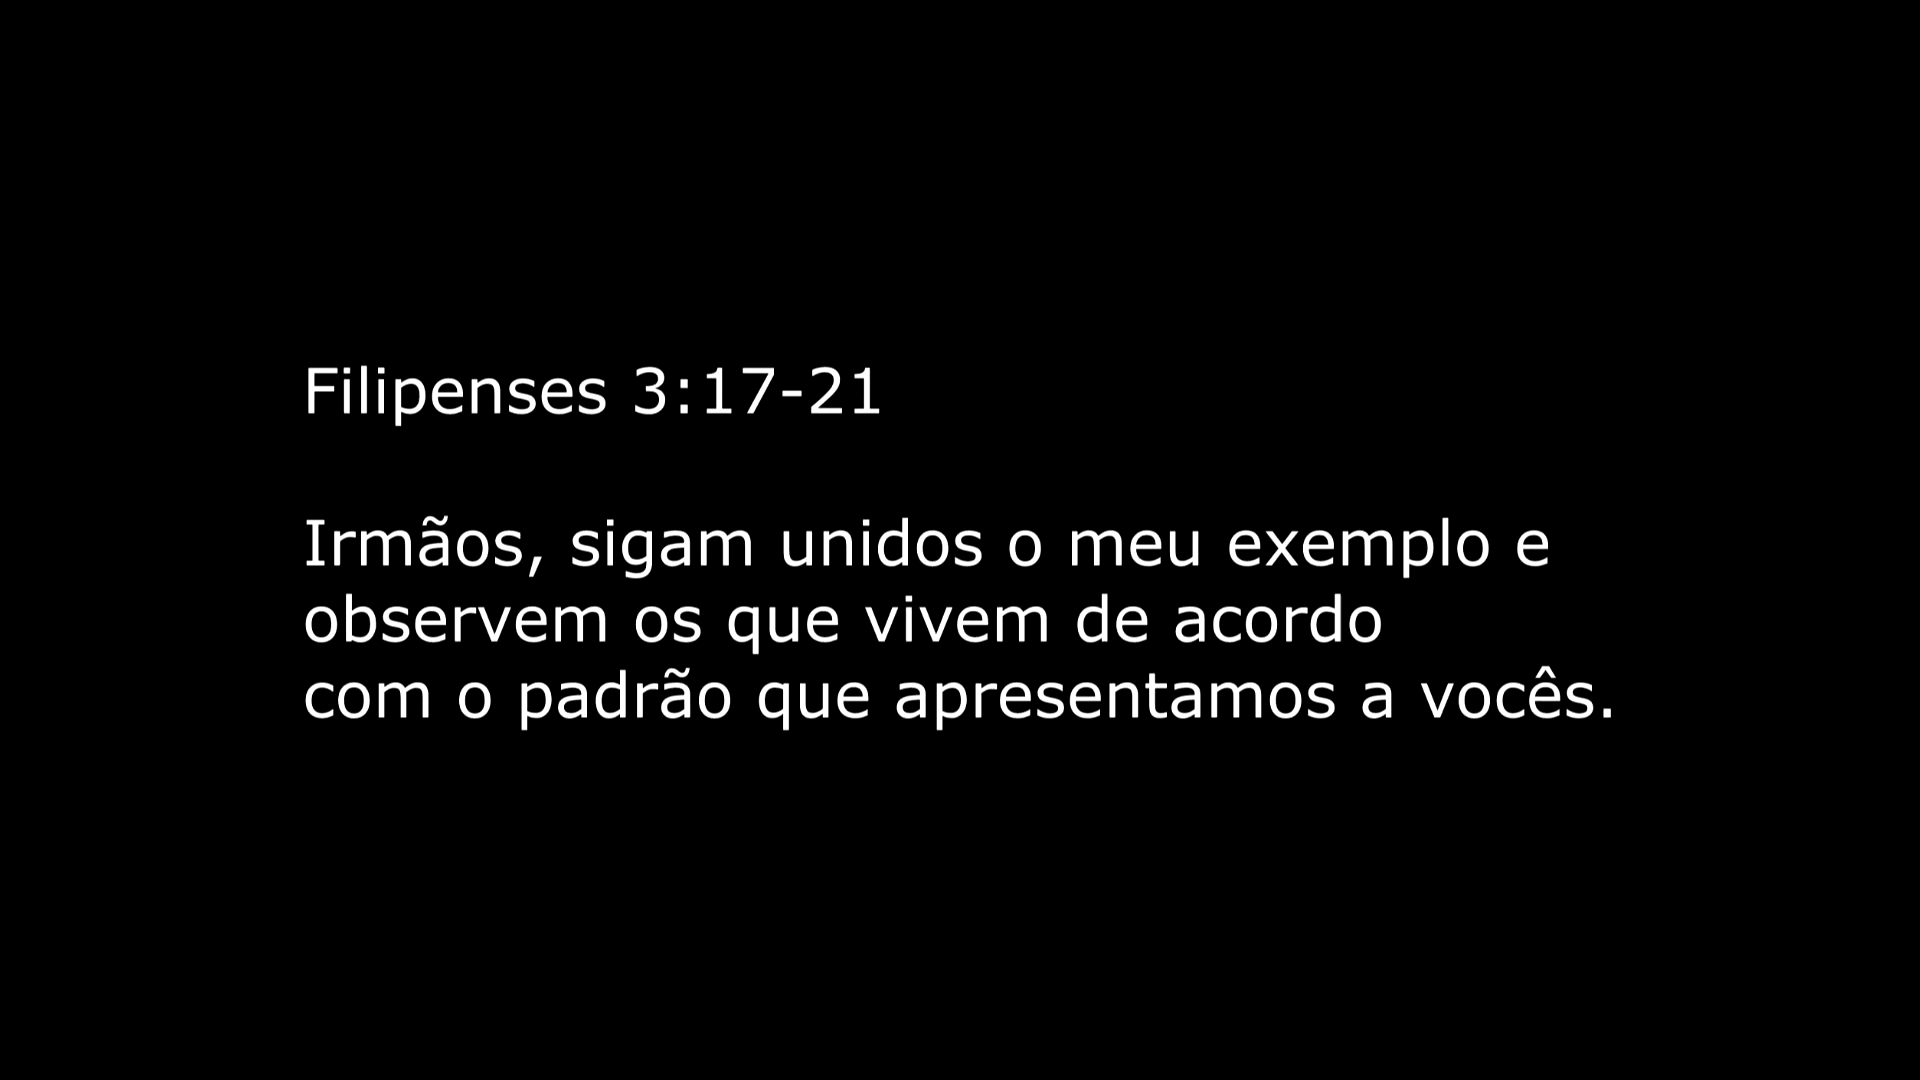 Filipenses 3:17-21
Irmãos, sigam unidos o meu exemplo e
observem os que vivem de acordo
com o padrão que apresentamos a vocês.